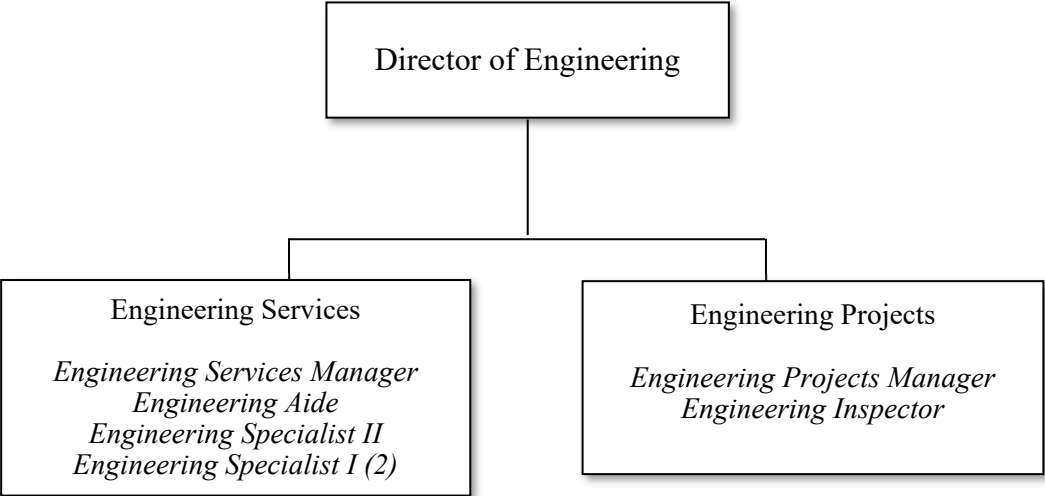 Director of Engineering
Engineering Services
Engineering Services Manager
Engineering Aide
Engineering Specialist II
Engineering Specialist I (2)
Engineering Projects
Engineering Projects Manager
Engineering Inspector